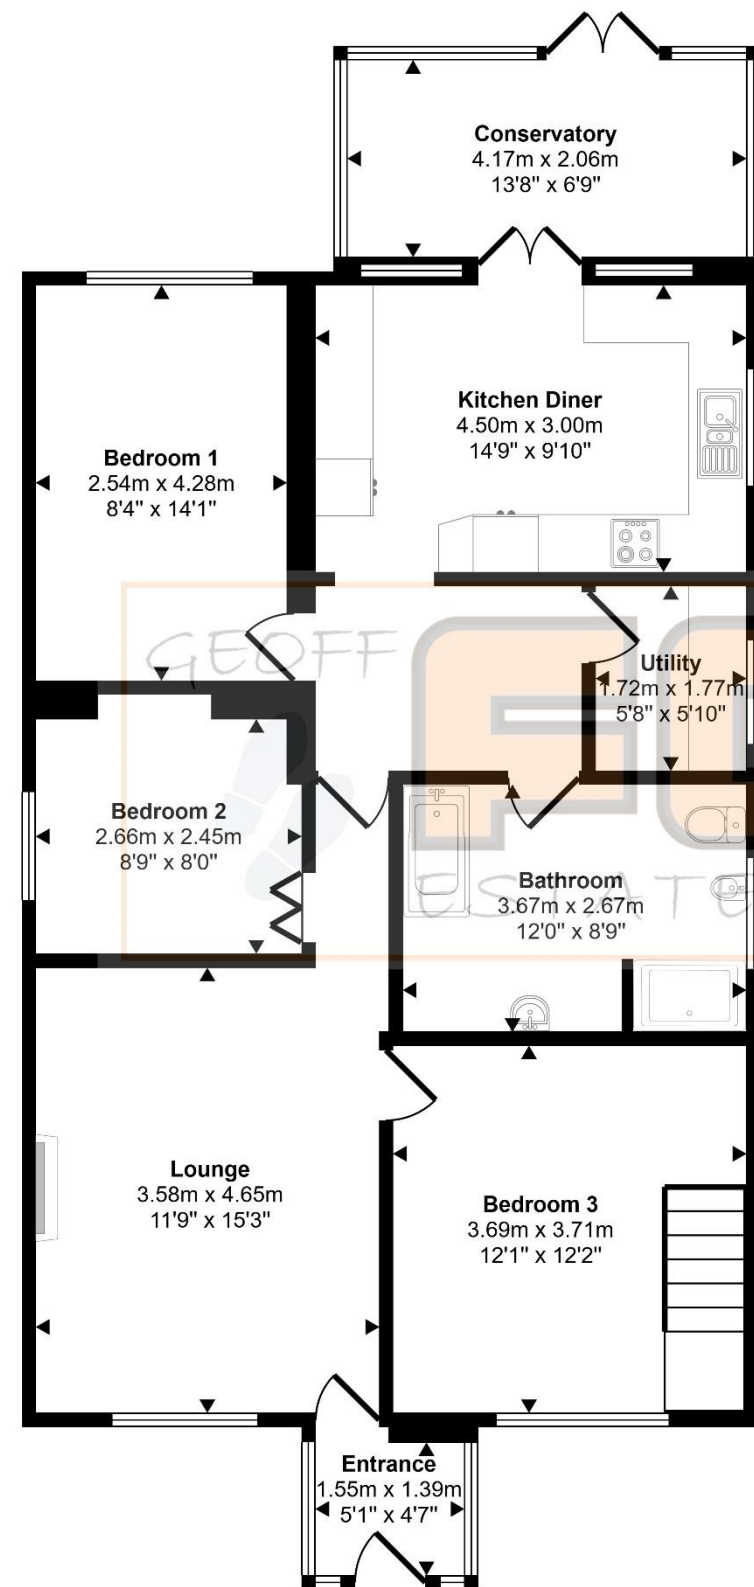 Conservatory
4.17m x 2.06m
13'8" x 6'9"
Kitchen Diner
4.50m x 3.00m
14'9" x 9'10"
Bedroom 1
2.54m x 4.28m
8'4" x 14'1"
GEOFF
Utility
1.72m x 1.77m
5'8" x 5'10"
Bedroom 2
2.66m x 2.45m
8'9" x 8'0"
Bathroom
3.67m x 2.67m
12'0" x 8'9"
Lounge
3.58m x 4.65m
11'9" x 15'3"
Bedroom 3
3.69m x 3.71m
12'1" x 12'2"
Entrance
1.55m x 1.39m
5'1" x 4'7"